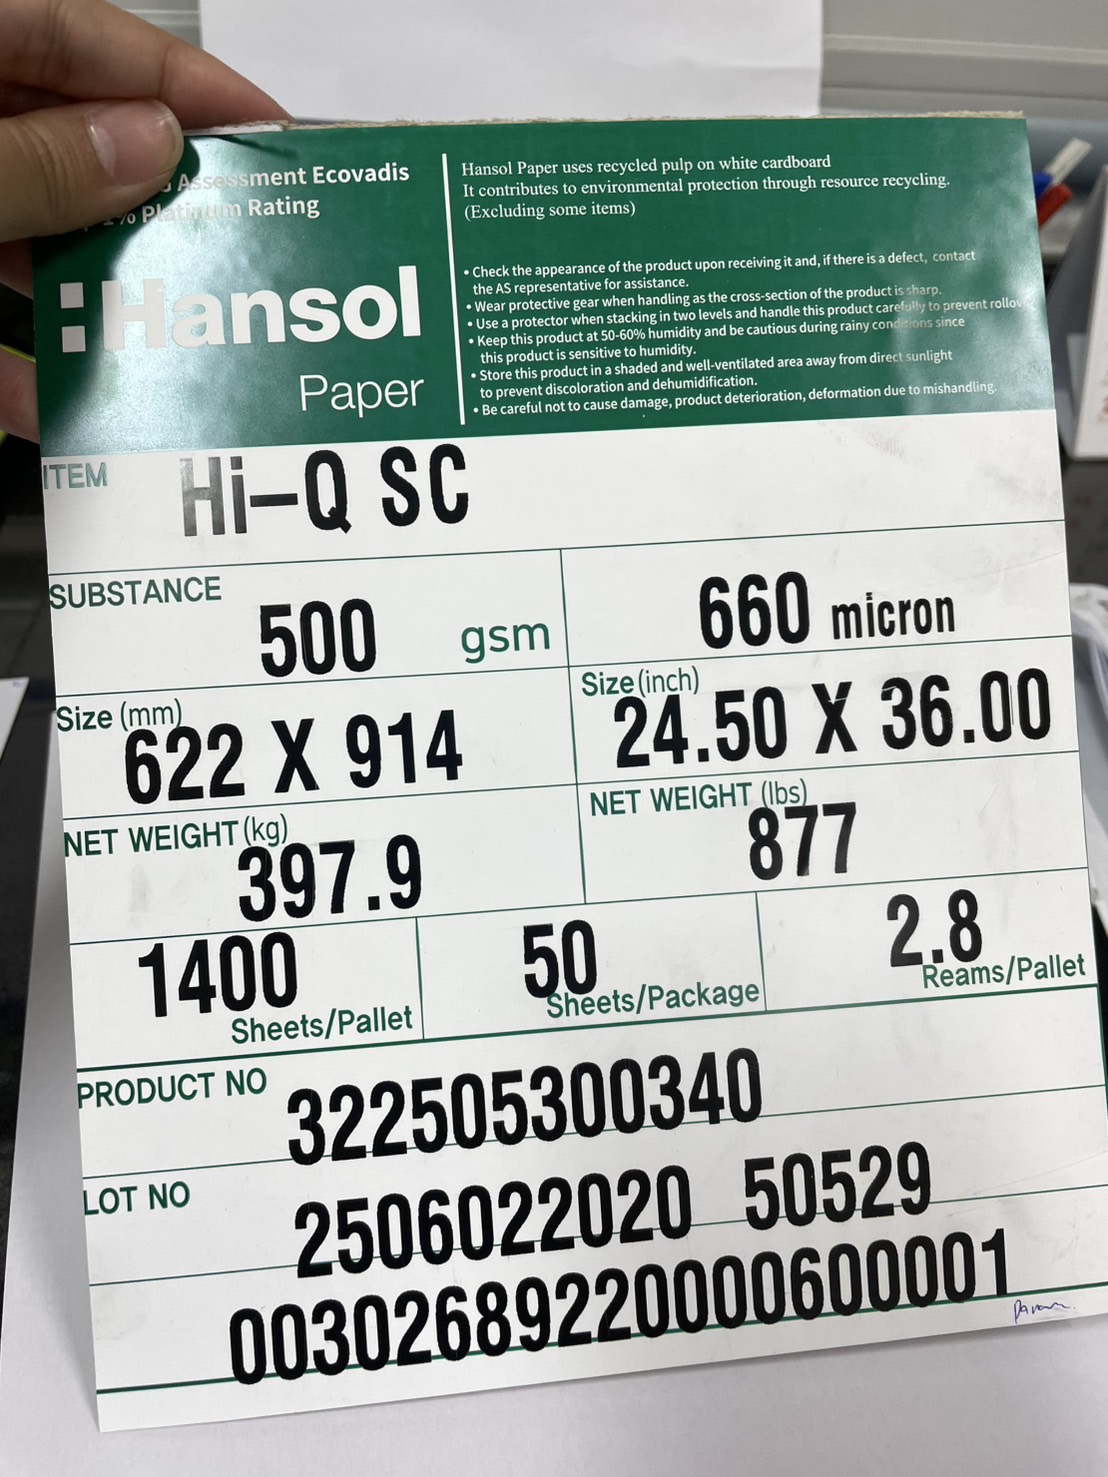 Assessment Ecovadis
1% Platinum Rating
Hansol
Paper
Hansol Paper uses recycled pulp on white cardboard
It contributes to environmental protection through resource recycling.
(Excluding some items)
• Check the appearance of the product upon receiving it and, if there is a defect, contact
the AS representative for assistance.
• Wear protective gear when handling as the cross-section of the product is sharp.
• Use a protector when stacking in two levels and handle this product carefully to prevent
• Keep this product at 50-60% humidity and be cautious during rainy conditions since
this product is sensitive to humidity.
• Store this product in a shaded and well-ventilated area away from direct sunlight
to prevent discoloration and dehumidification.
• Be careful not to cause damage, product deterioration, deformation due to mishandling.
ITEM Hi-Q SC
SUBSTANCE 500 gsm
660 micron
Size (mm)
622 X 914
Size (inch)
24.50 X 36.00
NET WEIGHT (kg)
397.9
NET WEIGHT (lbs)
877
1400
Sheets/Pallet
50
Sheets/Package
2.8
Reams/Pallet
PRODUCT NO 322505300340
LOT NO 2506022020 50529
00302689220000600001